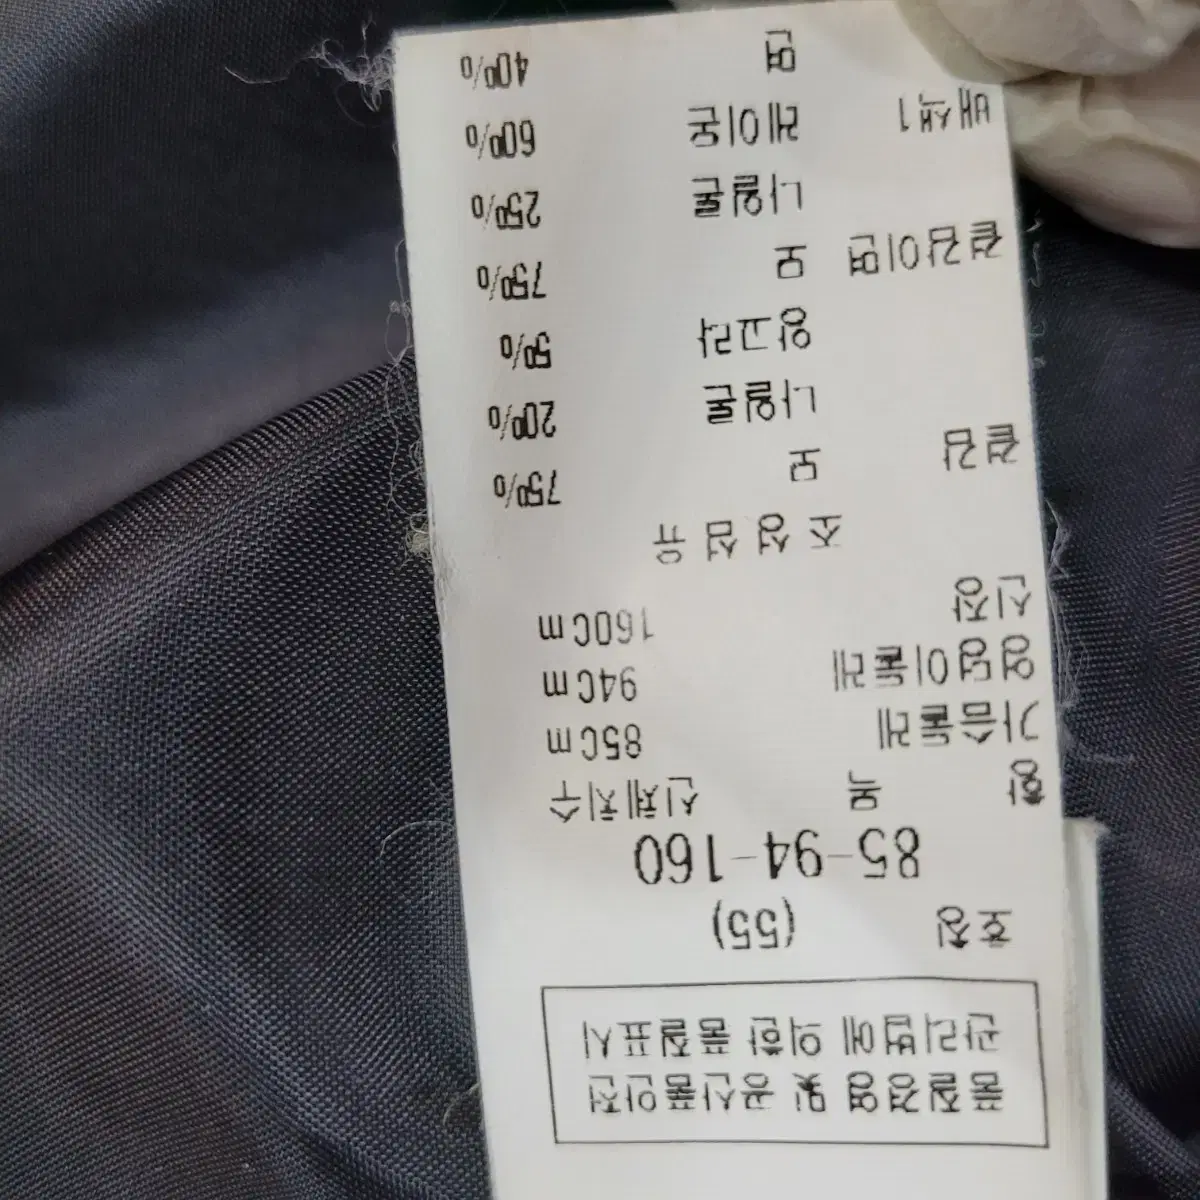 품질경영 및 공산품안전
관리법에 의한 품질표시
호칭 (55)
85-94-160
항 목 신체치수
가슴둘레 85Cm
엉덩이둘레 94Cm
신장 160Cm
조성섬유
겉감 모 75%
나일론 20%
앙고라 5%
겉감이면 모 75%
나일론 25%
배색1 레이온 60%
면 40%